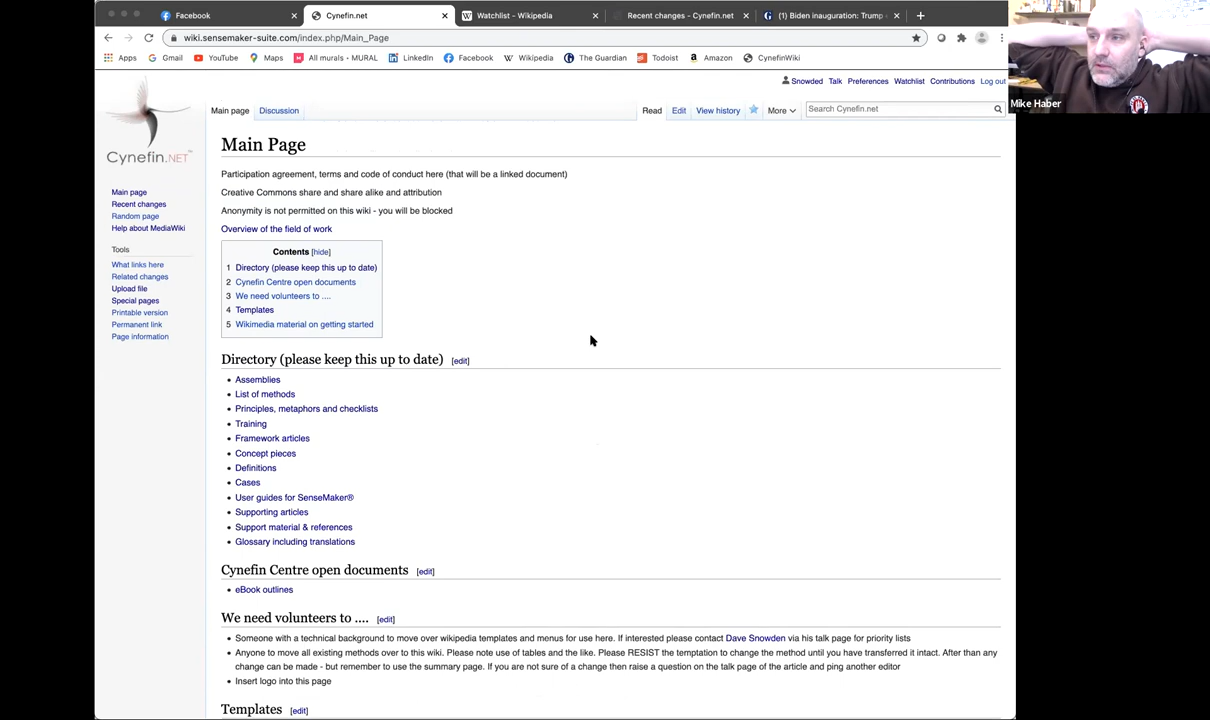 Facebook
Cynefin.net
Watchlist - Wikipedia
Recent changes - Cynefin.net
(1) Biden inauguration: Trump
wiki.sensemaker-suite.com/index.php/Main_Page
Apps
Gmail
YouTube
Maps
All murals • MURAL
LinkedIn
Facebook
Wikipedia
The Guardian
Todoist
Amazon
CynefinWiki
Mike Haber
Snowded
Talk
Preferences
Watchlist
Contributions
Log out
Cynefin.NET
Main page
Discussion
Read
Edit
View history
More
Search Cynefin.net
Main page
Recent changes
Random page
Help about MediaWiki
Tools
What links here
Related changes
Upload file
Special pages
Printable version
Permanent link
Page information
Main Page
Participation agreement, terms and code of conduct here (that will be a linked document)
Creative Commons share and share alike and attribution
Anonymity is not permitted on this wiki - you will be blocked
Overview of the field of work
Contents [hide]
1 Directory (please keep this up to date)
2 Cynefin Centre open documents
3 We need volunteers to ....
4 Templates
5 Wikimedia material on getting started
Directory (please keep this up to date) [edit]
• Assemblies
• List of methods
• Principles, metaphors and checklists
• Training
• Framework articles
• Concept pieces
• Definitions
• Cases
• User guides for SenseMaker®
• Supporting articles
• Support material & references
• Glossary including translations
Cynefin Centre open documents [edit]
• eBook outlines
We need volunteers to .... [edit]
• Someone with a technical background to move over wikipedia templates and menus for use here. If interested please contact Dave Snowden via his talk page for priority lists
• Anyone to move all existing methods over to this wiki. Please note use of tables and the like. Please RESIST the temptation to change the method until you have transferred it intact. After than any
change can be made - but remember to use the summary page. If you are not sure of a change then raise a question on the talk page of the article and ping another editor
• Insert logo into this page
Templates [edit]